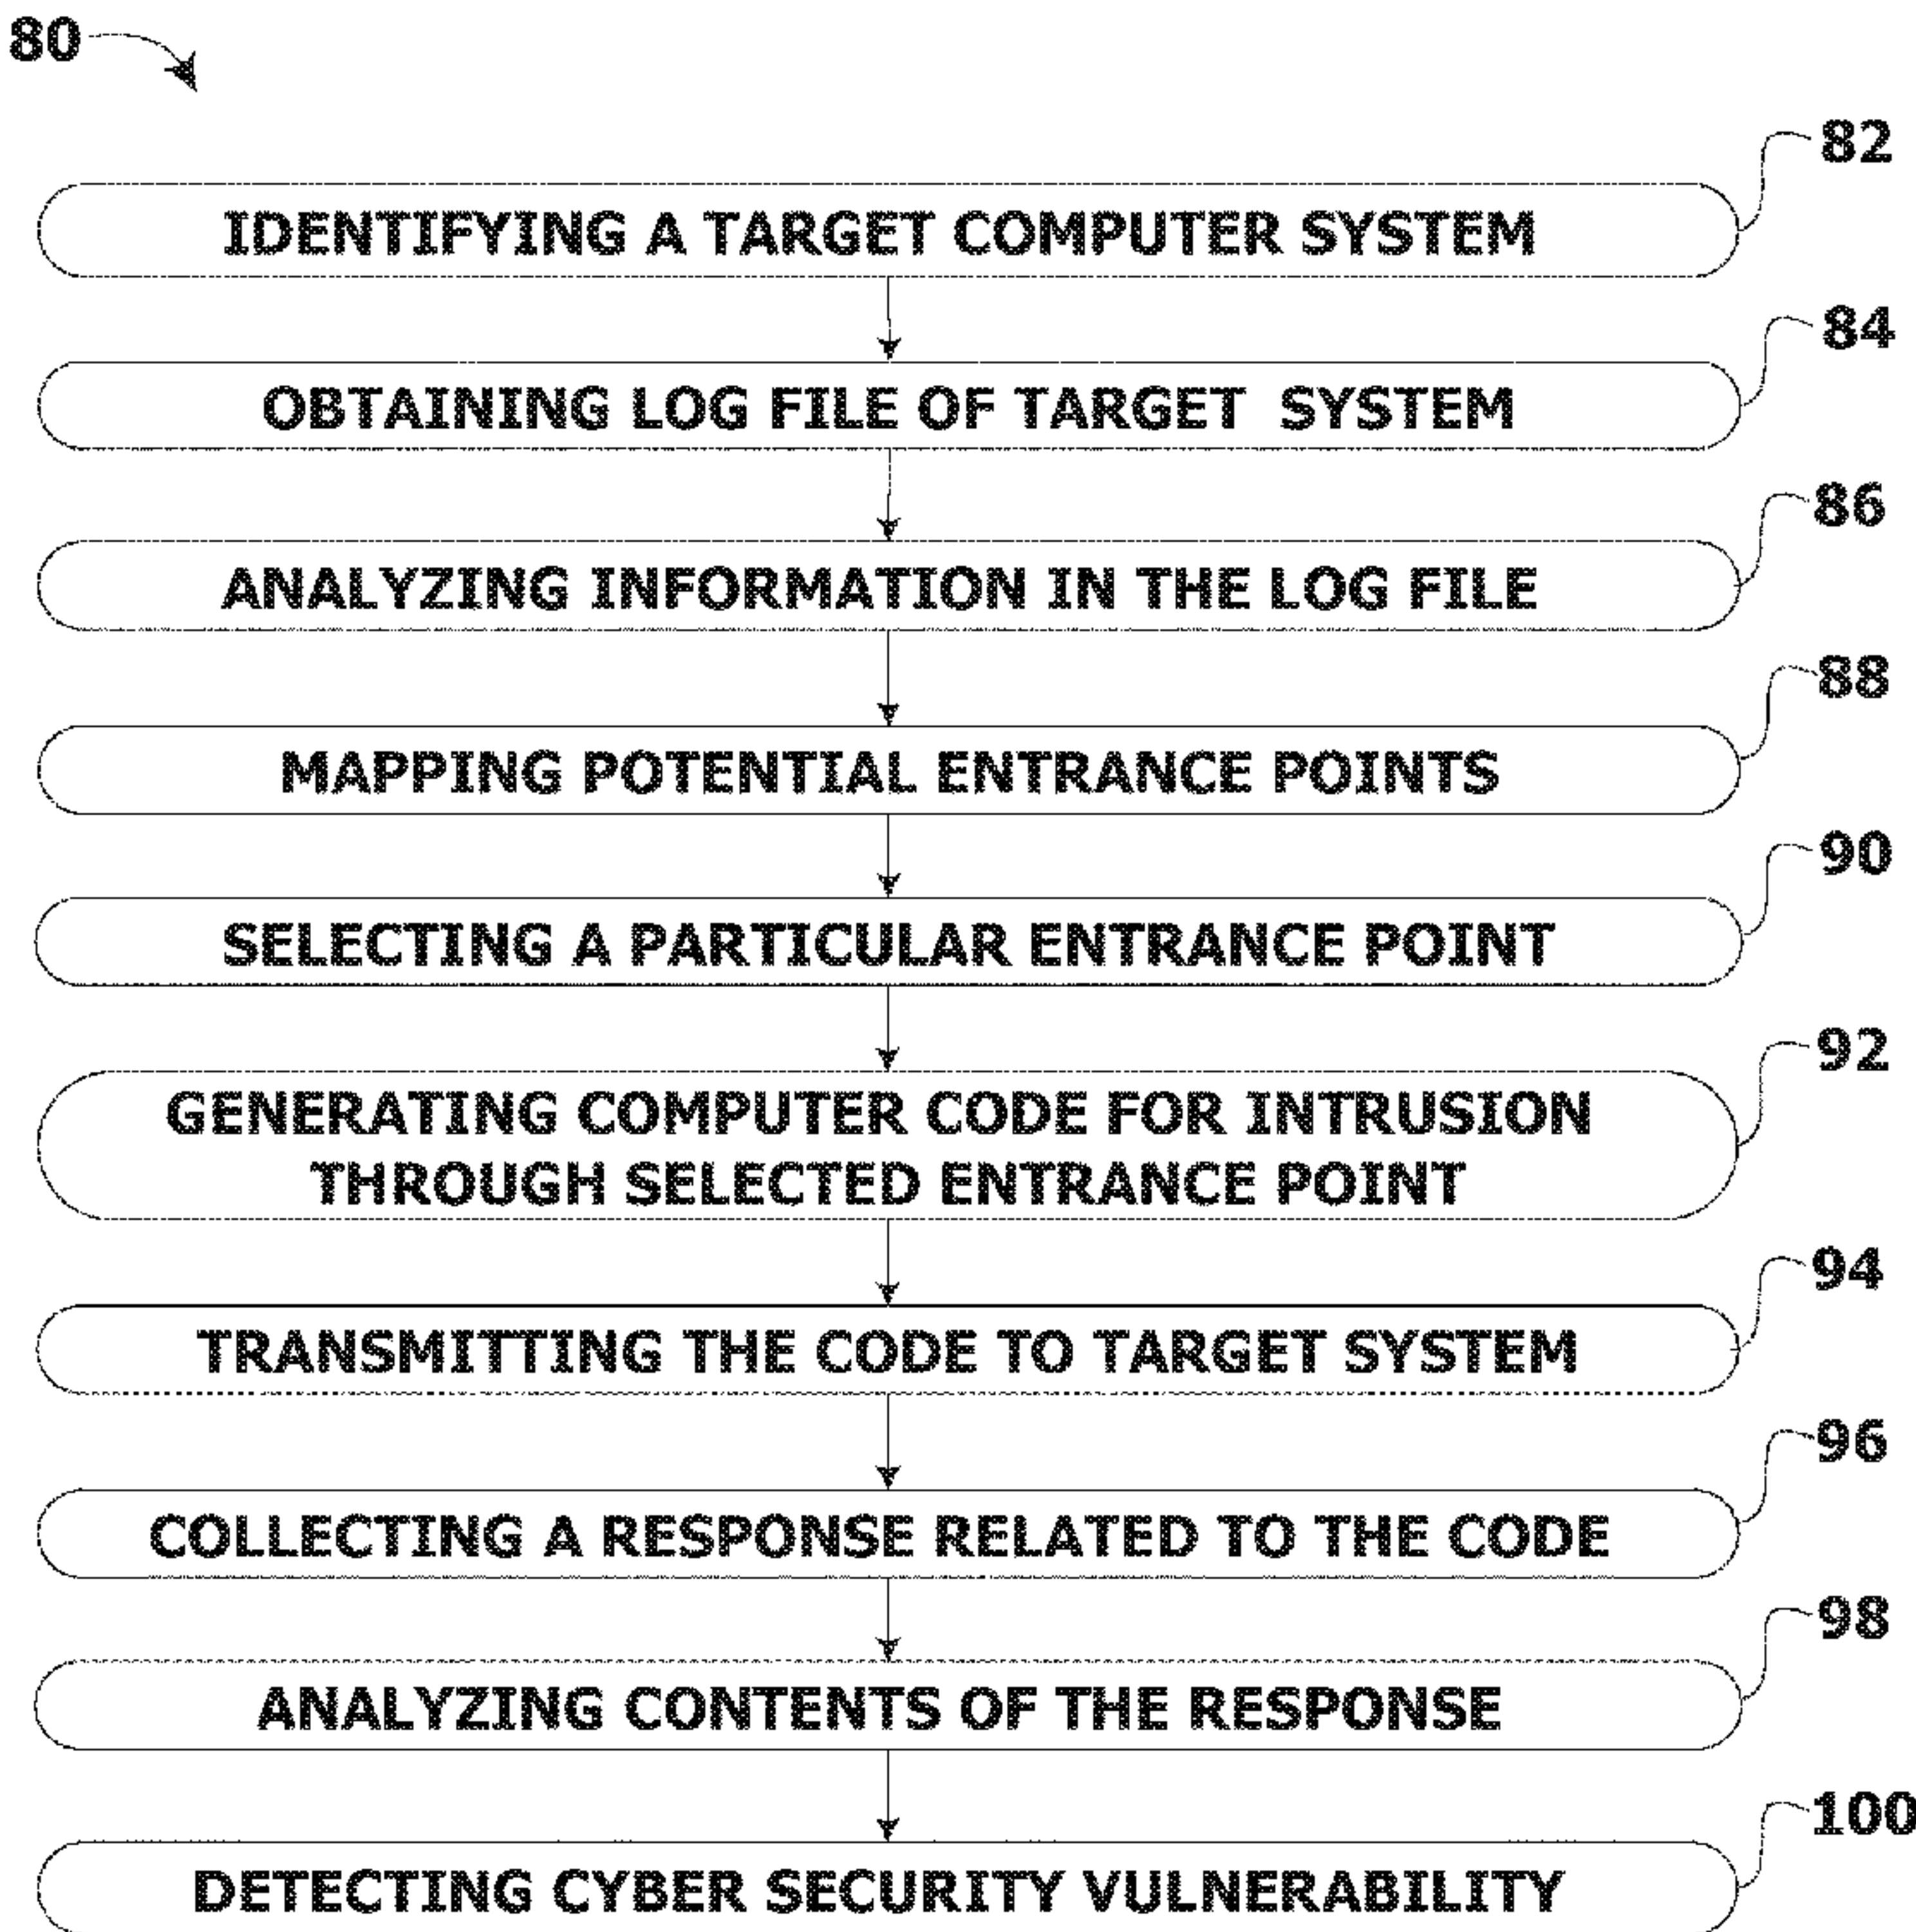 80
82
IDENTIFYING A TARGET COMPUTER SYSTEM
84
OBTAINING LOG FILE OF TARGET SYSTEM
86
ANALYZING INFORMATION IN THE LOG FILE
88
MAPPING POTENTIAL ENTRANCE POINTS
90
SELECTING A PARTICULAR ENTRANCE POINT
92
GENERATING COMPUTER CODE FOR INTRUSION
THROUGH SELECTED ENTRANCE POINT
94
TRANSMITTING THE CODE TO TARGET SYSTEM
96
COLLECTING A RESPONSE RELATED TO THE CODE
98
ANALYZING CONTENTS OF THE RESPONSE
100
DETECTING CYBER SECURITY VULNERABILITY